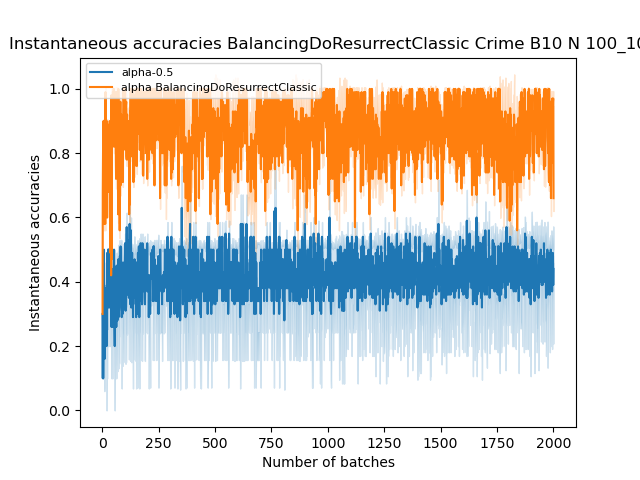 Instantaneous accuracies BalancingDoResurrectClassic Crime B10 N 100_10
alpha-0.5
alpha BalancingDoResurrectClassic
1.0
0.8
0.6
0.4
0.2
0.0
Instantaneous accuracies
0 250 500 750 1000 1250 1500 1750 2000
Number of batches